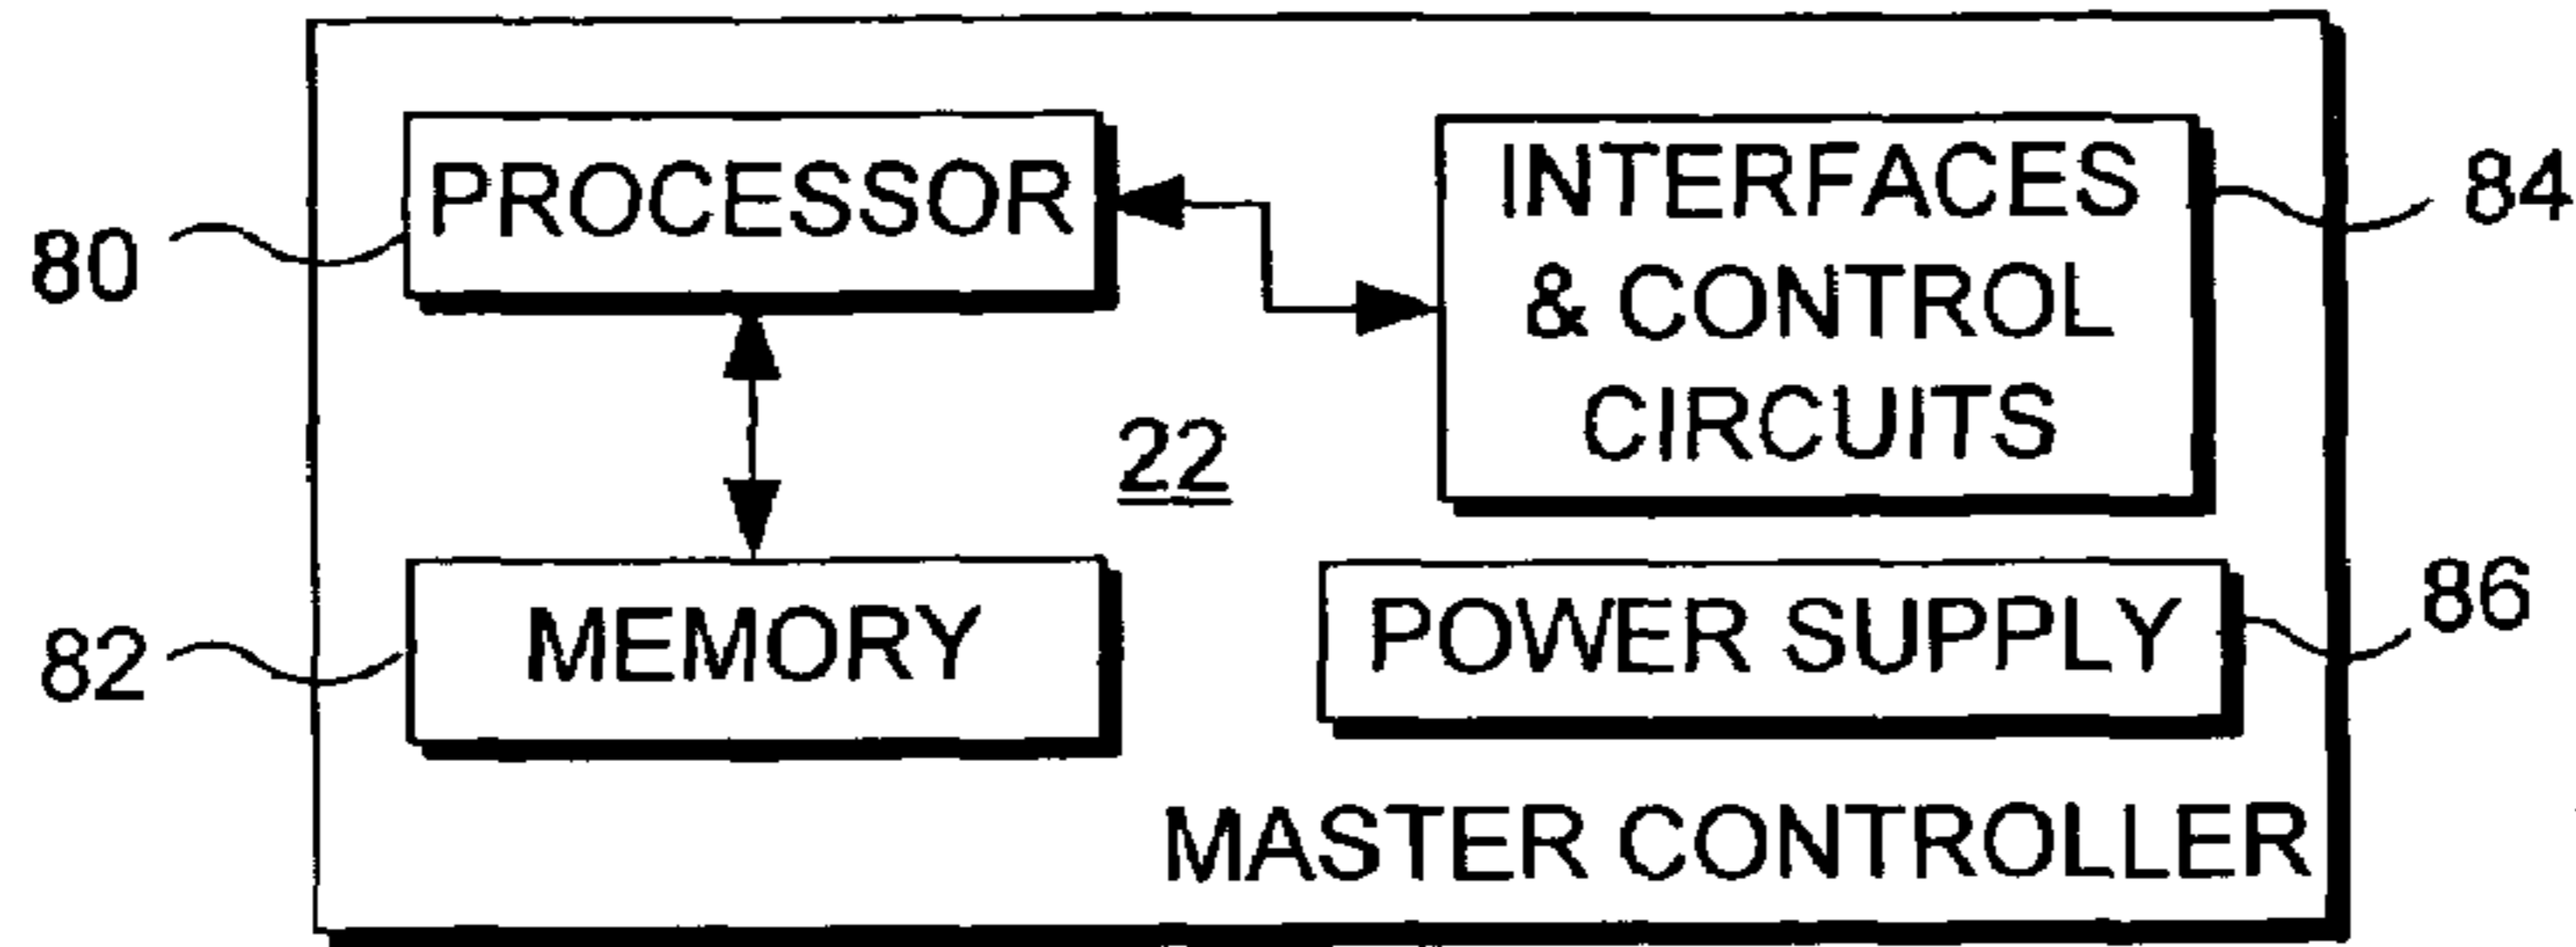 80
PROCESSOR
INTERFACES
& CONTROL
CIRCUITS
84
22
82
MEMORY
POWER SUPPLY
86
MASTER CONTROLLER